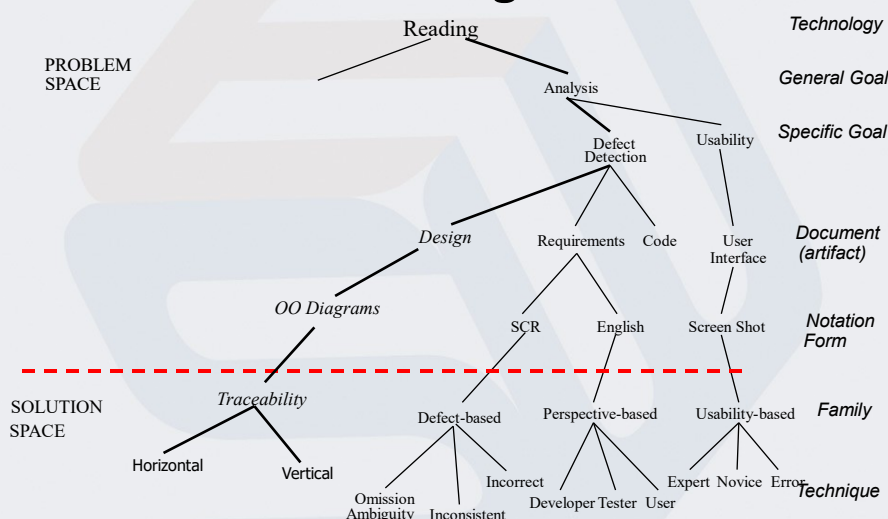 Reading
Technology
PROBLEM
SPACE
General Goal
Analysis
Specific Goal
Defect
Detection
Usability
Design
Requirements
Code
User
Interface
Document
(artifact)
OO Diagrams
SCR
English
Screen Shot
Notation
Form
SOLUTION
SPACE
Traceability
Defect-based
Perspective-based
Usability-based
Family
Horizontal
Vertical
Omission
Ambiguity
Inconsistent
Incorrect
Developer
Tester
User
Expert
Novice
Error
Technique